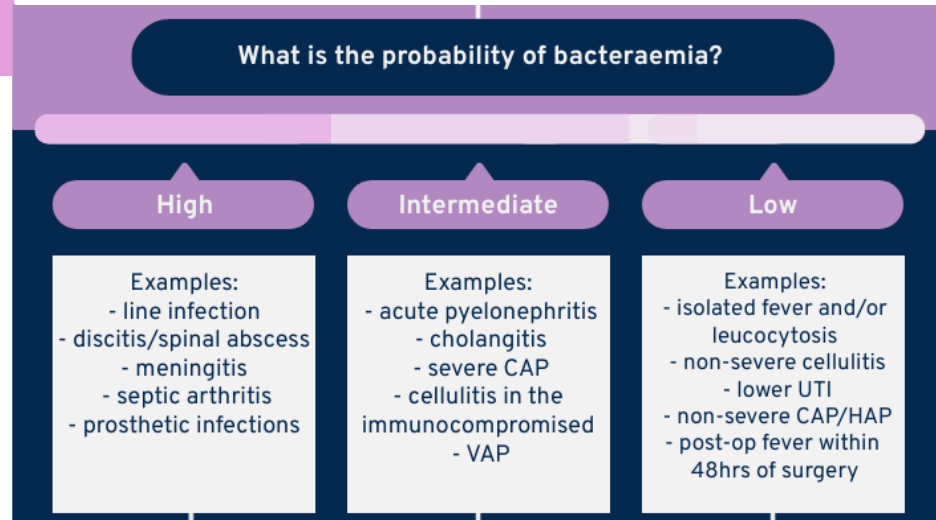 What is the probability of bacteraemia?
High
Intermediate
Low
Examples:
- line infection
- discitis/spinal abscess
- meningitis
- septic arthritis
- prosthetic infections
Examples:
- acute pyelonephritis
- cholangitis
- severe CAP
- cellulitis in the
immunocompromised
- VAP
Examples:
- isolated fever and/or
leucocytosis
- non-severe cellulitis
- lower UTI
- non-severe CAP/HAP
- post-op fever within
48hrs of surgery